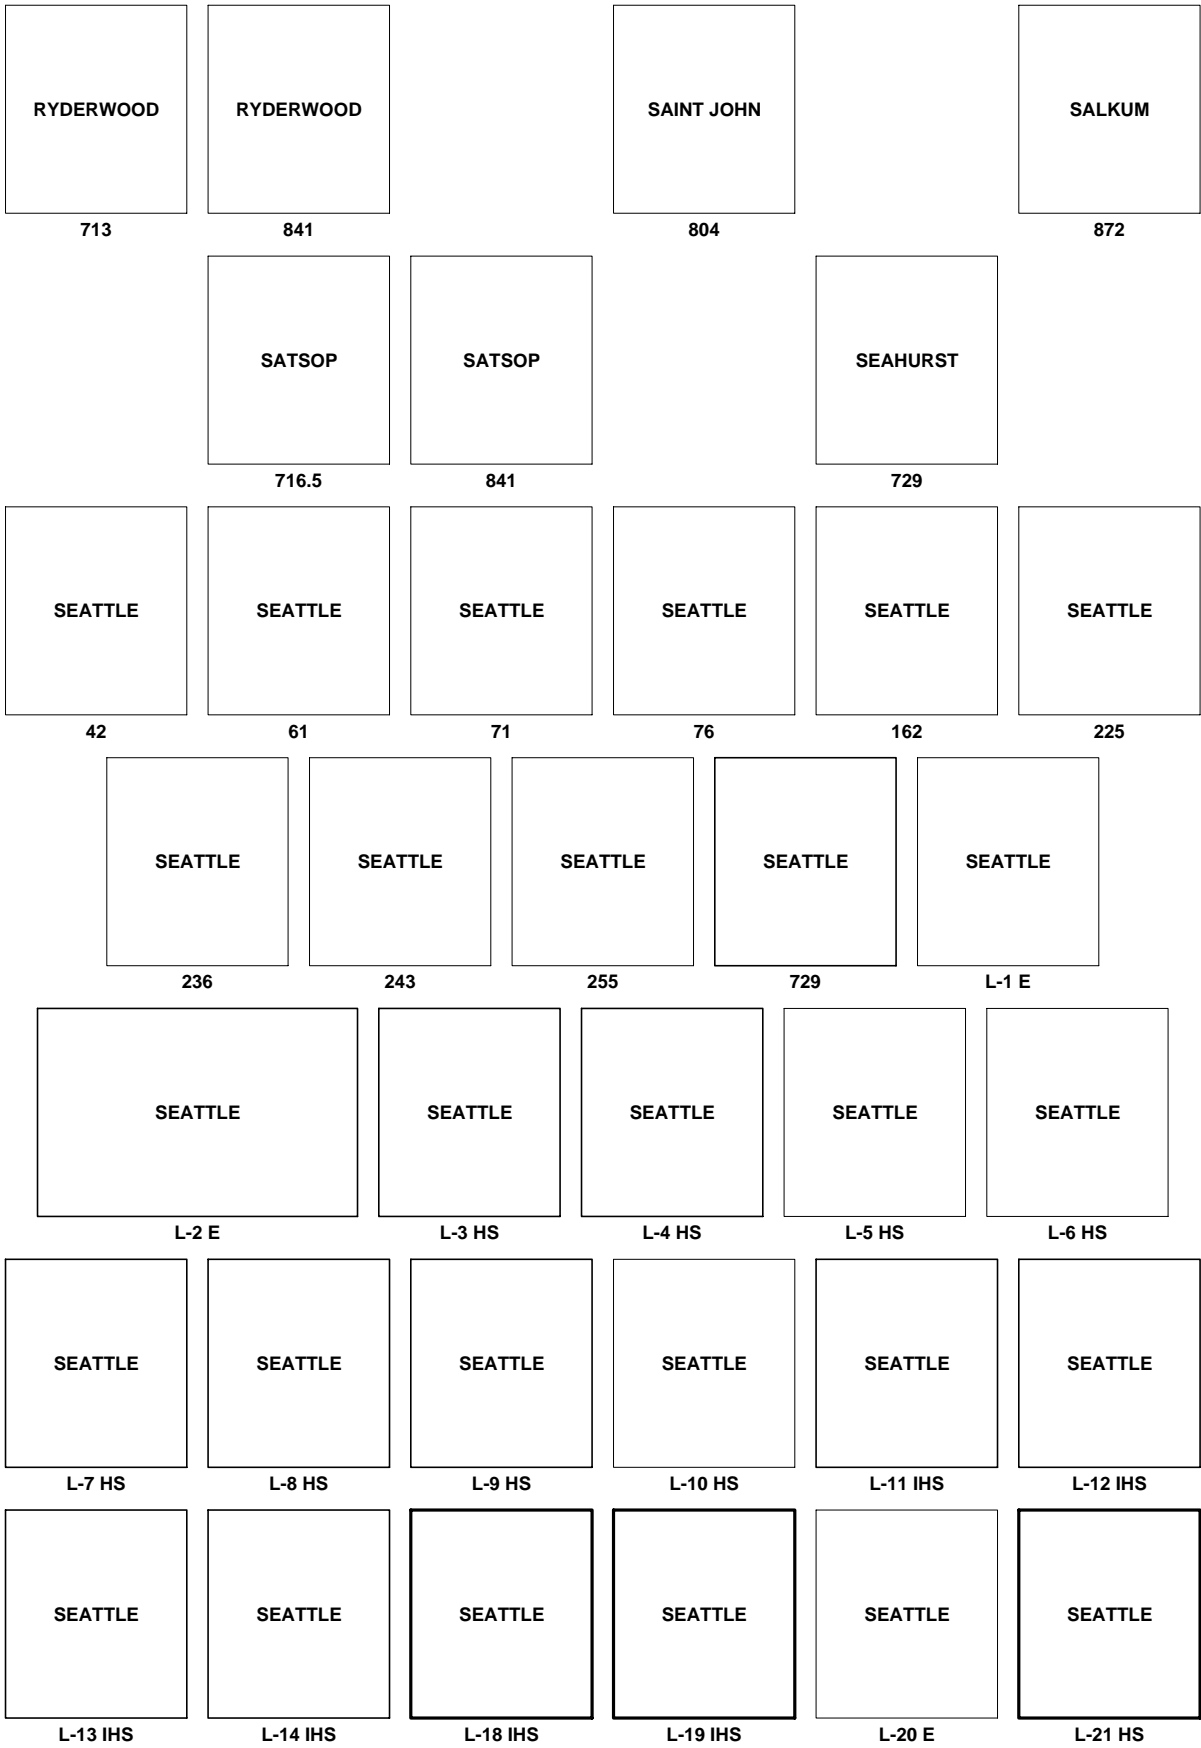 RYDERWOOD RYDERWOOD SAINT JOHN SALKUM
713 841 804 872
SATSOP SATSOP SEAHURST
716.5 841 729
SEATTLE SEATTLE SEATTLE SEATTLE SEATTLE SEATTLE
42 61 71 76 162 225
SEATTLE SEATTLE SEATTLE SEATTLE SEATTLE
236 243 255 729 L-1 E
SEATTLE SEATTLE SEATTLE SEATTLE SEATTLE
L-2 E L-3 HS L-4 HS L-5 HS L-6 HS
SEATTLE SEATTLE SEATTLE SEATTLE SEATTLE SEATTLE
L-7 HS L-8 HS L-9 HS L-10 HS L-11 IHS L-12 IHS
SEATTLE SEATTLE SEATTLE SEATTLE SEATTLE SEATTLE
L-13 IHS L-14 IHS L-18 IHS L-19 IHS L-20 E L-21 HS